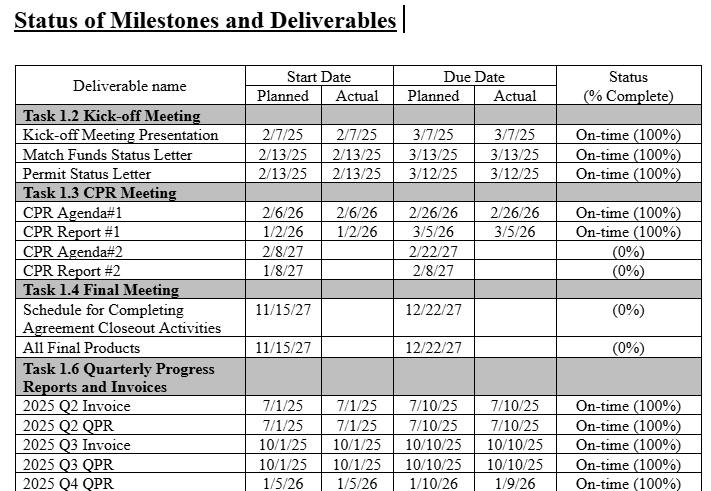 Status of Milestones and Deliverables
Deliverable name Start Date Due Date Status (% Complete)
Planned Actual Planned Actual
Task 1.2 Kick-off Meeting
Kick-off Meeting Presentation 2/7/25 2/7/25 3/7/25 3/7/25 On-time (100%)
Match Funds Status Letter 2/13/25 2/13/25 3/13/25 3/13/25 On-time (100%)
Permit Status Letter 2/13/25 2/13/25 3/12/25 3/12/25 On-time (100%)
Task 1.3 CPR Meeting
CPR Agenda#1 2/6/26 2/6/26 2/26/26 2/26/26 On-time (100%)
CPR Report #1 1/2/26 1/2/26 3/5/26 3/5/26 On-time (100%)
CPR Agenda#2 2/8/27 2/22/27 (0%)
CPR Report #2 1/8/27 2/8/27 (0%)
Task 1.4 Final Meeting
Schedule for Completing 11/15/27 12/22/27 (0%)
Agreement Closeout Activities
All Final Products 11/15/27 12/22/27 (0%)
Task 1.6 Quarterly Progress
Reports and Invoices
2025 Q2 Invoice 7/1/25 7/1/25 7/10/25 7/10/25 On-time (100%)
2025 Q2 QPR 7/1/25 7/1/25 7/10/25 7/10/25 On-time (100%)
2025 Q3 Invoice 10/1/25 10/1/25 10/10/25 10/10/25 On-time (100%)
2025 Q3 QPR 10/1/25 10/1/25 10/10/25 10/10/25 On-time (100%)
2025 Q4 QPR 1/5/26 1/5/26 1/10/26 1/9/26 On-time (100%)